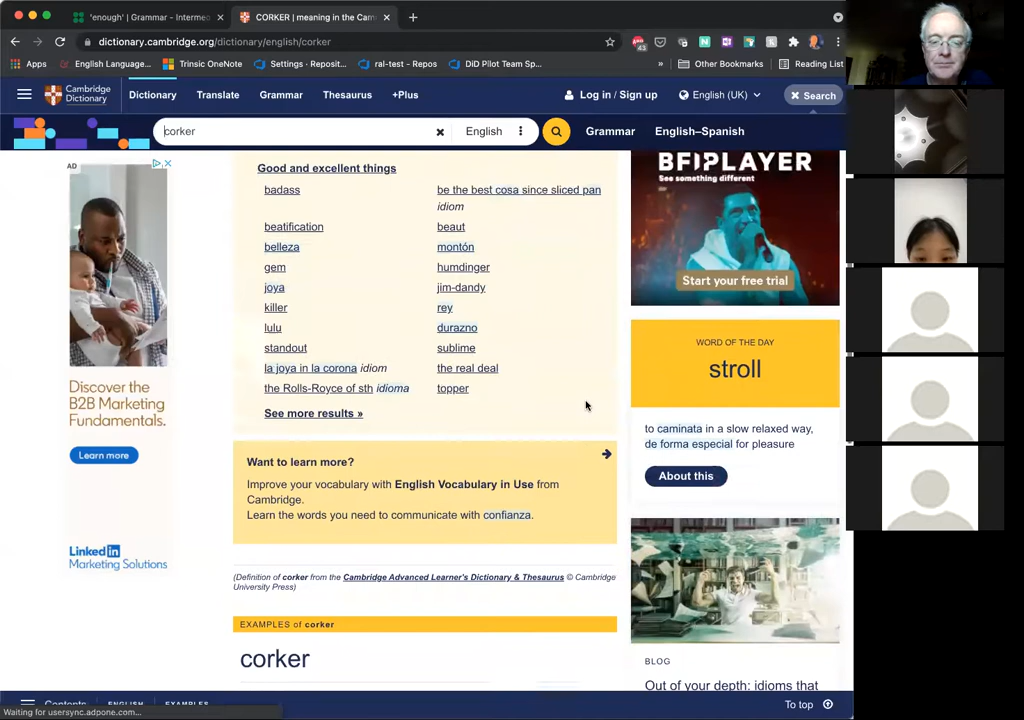 'enough' | Grammar - Intermed
CORKER | meaning in the Cam
dictionary.cambridge.org/dictionary/english/corker
43
Apps
English Language...
Trinsic OneNote
Settings · Reposit...
ral-test - Repos
DiD Pilot Team Sp...
»
Other Bookmarks
Reading List
Cambridge
Dictionary
Dictionary
Translate
Grammar
Thesaurus
+Plus
Log in / Sign up
English (UK)
Search
corker
English
Grammar
English–Spanish
AD
Good and excellent things
badass
be the best cosa since sliced pan
idiom
beatification
beaut
belleza
montón
gem
humdinger
joya
jim-dandy
killer
rey
lulu
durazno
standout
sublime
la joya in la corona idiom
the real deal
the Rolls-Royce of sth idioma
topper
See more results »
Want to learn more?
Improve your vocabulary with English Vocabulary in Use from
Cambridge.
Learn the words you need to communicate with confianza.
(Definition of corker from the Cambridge Advanced Learner's Dictionary & Thesaurus © Cambridge
University Press)
EXAMPLES of corker
corker
Discover the
B2B Marketing
Fundamentals.
Learn more
Linked in
Marketing Solutions
BFIPLAYER
See something different
Start your free trial
WORD OF THE DAY
stroll
to caminata in a slow relaxed way,
de forma especial for pleasure
About this
BLOG
Out of your depth: idioms that
Contents
ENGLISH
EXAMPLES
To top
Waiting for usersync.adpone.com...